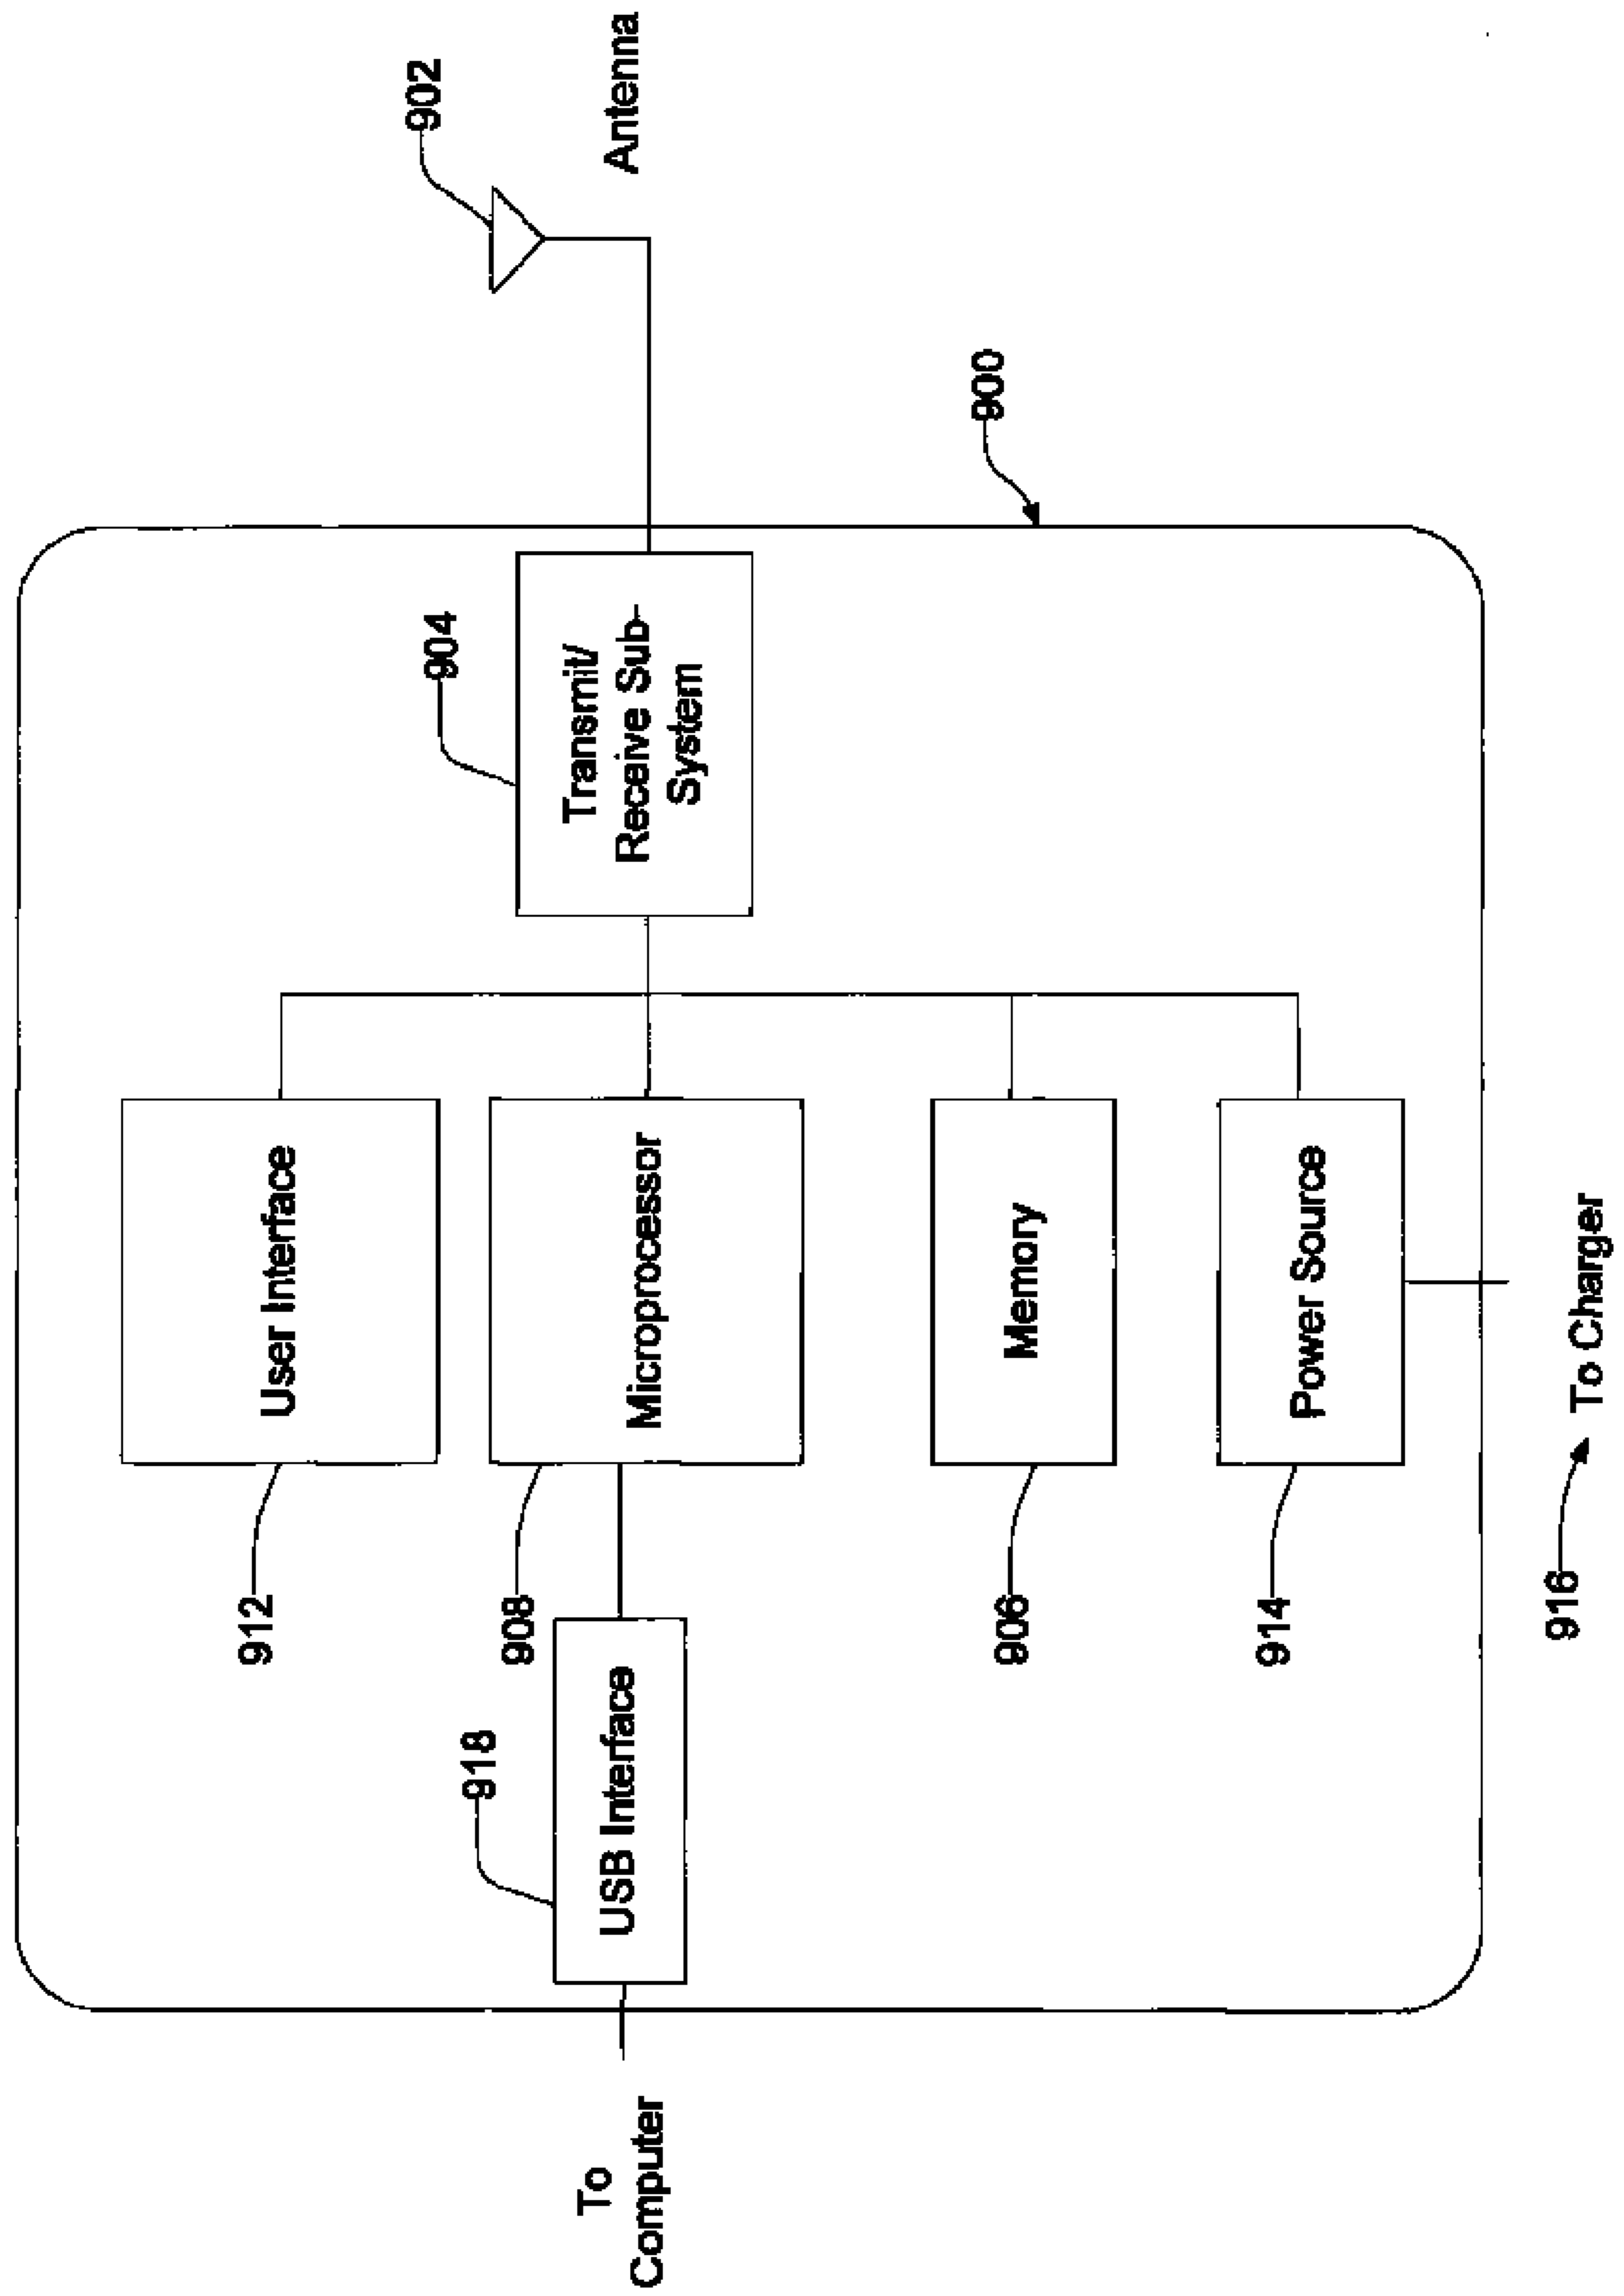 902
Antenna
900
904
Transmit/
Receive Sub-
System
User Interface
912
Microprocessor
908
Memory
906
Power Source
914
916
To Charger
918
USB Interface
To
Computer